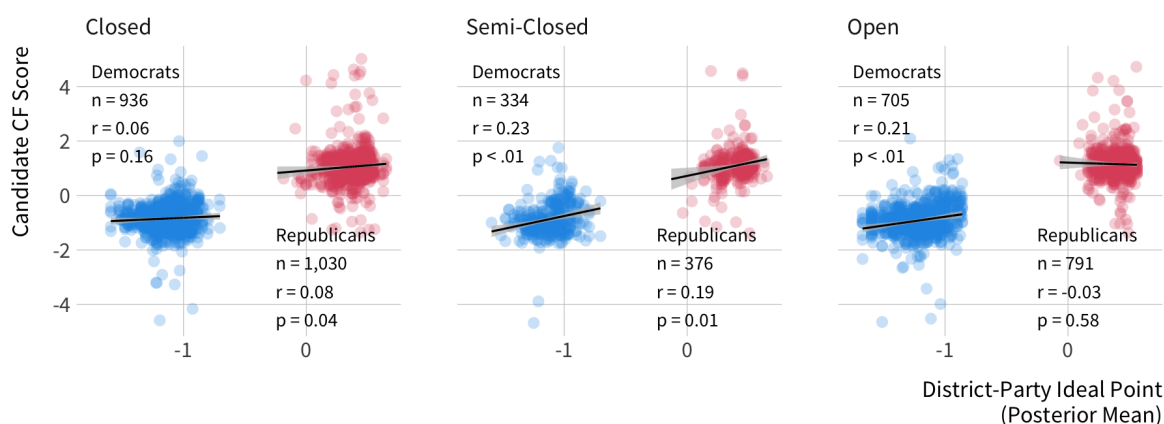 Closed
Semi-Closed
Open
Candidate CF Score
4
2
0
-2
-4
Democrats
n = 936
r = 0.06
p = 0.16
Republicans
n = 1,030
r = 0.08
p = 0.04
Democrats
n = 334
r = 0.23
p < .01
Republicans
n = 376
r = 0.19
p = 0.01
Democrats
n = 705
r = 0.21
p < .01
Republicans
n = 791
r = -0.03
p = 0.58
-1 0
-1 0
-1 0
District-Party Ideal Point
(Posterior Mean)